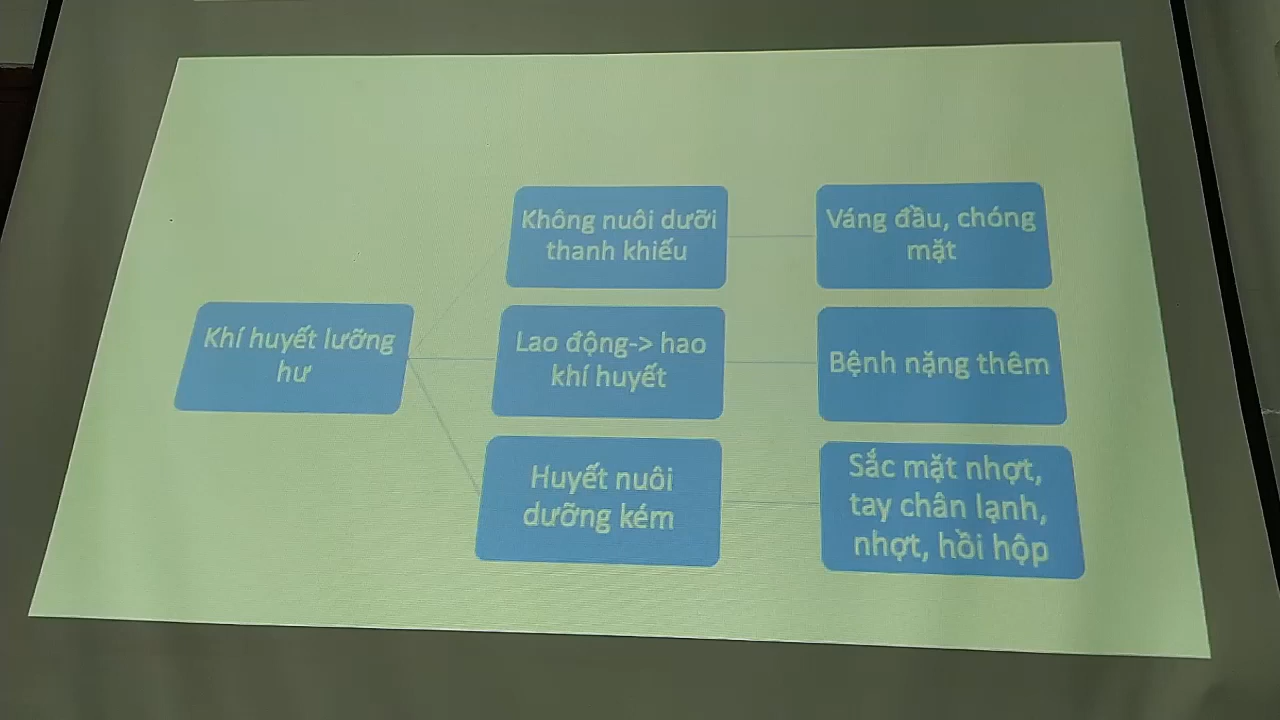 Khí huyết lưỡng
hư
Không nuôi dưỡi
thanh khiếu
Váng đầu, chóng
mặt
Lao động-> hao
khí huyết
Bệnh nặng thêm
Huyết nuôi
dưỡng kém
Sắc mặt nhợt,
tay chân lạnh,
nhợt, hồi hộp